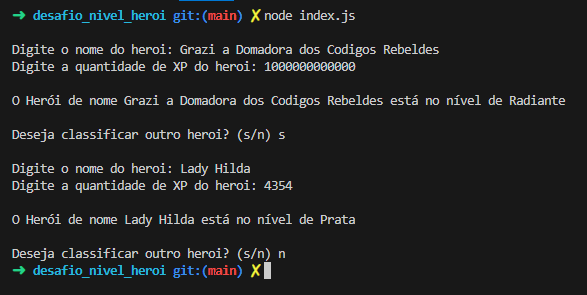 ➜ desafio_nivel_heroi git:(main) ✗ node index.js
Digite o nome do heroi: Grazi a Domadora dos Codigos Rebeldes
Digite a quantidade de XP do heroi: 1000000000000
O Herói de nome Grazi a Domadora dos Codigos Rebeldes está no nível de Radiante
Deseja classificar outro heroi? (s/n) s
Digite o nome do heroi: Lady Hilda
Digite a quantidade de XP do heroi: 4354
O Herói de nome Lady Hilda está no nível de Prata
Deseja classificar outro heroi? (s/n) n
➜ desafio_nivel_heroi git:(main) ✗